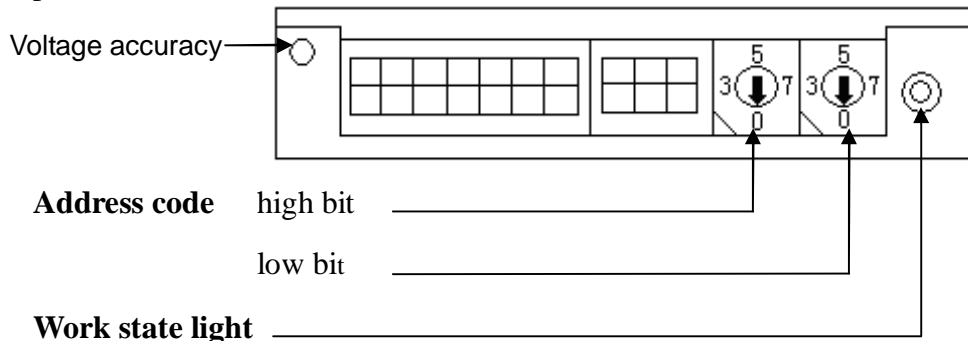 Voltage accuracy
5 5
3 7 3 7
0 0
Address code high bit
low bit
Work state light